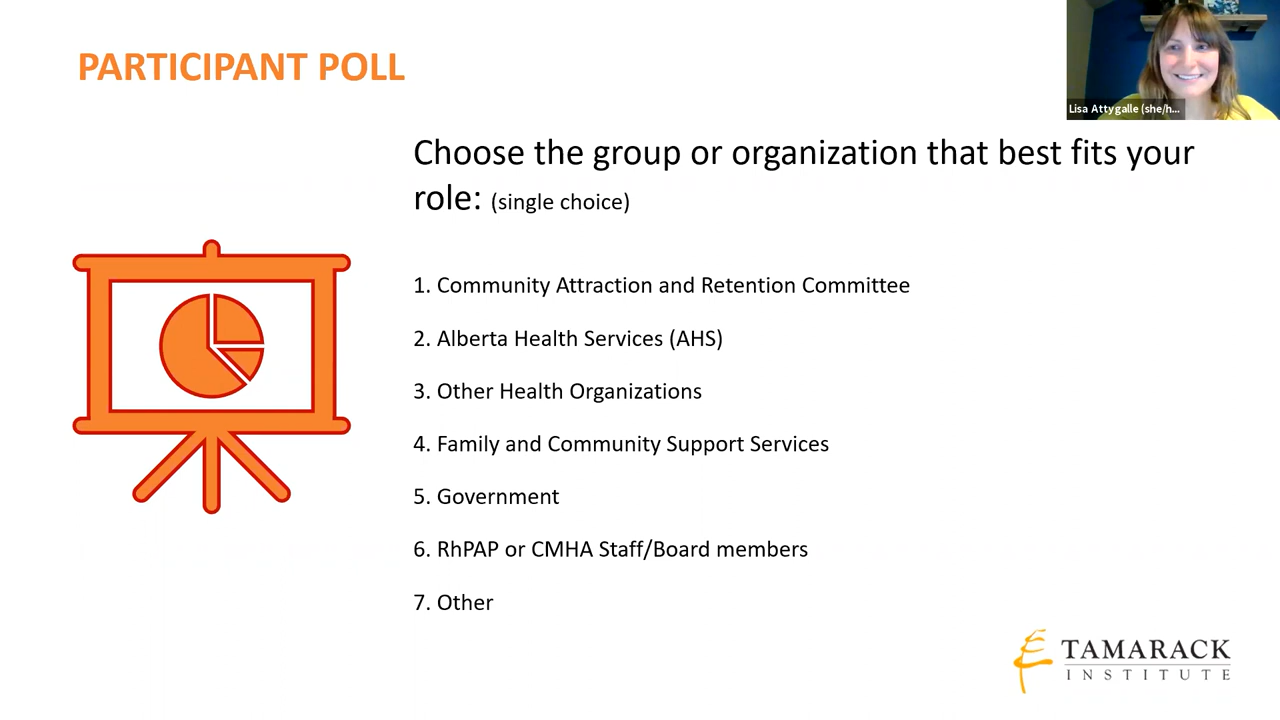 PARTICIPANT POLL
Lisa Attygalle (she/h...
Choose the group or organization that best fits your
role: (single choice)
1. Community Attraction and Retention Committee
2. Alberta Health Services (AHS)
3. Other Health Organizations
4. Family and Community Support Services
5. Government
6. RhPAP or CMHA Staff/Board members
7. Other
TAMARACK
INSTITUTE